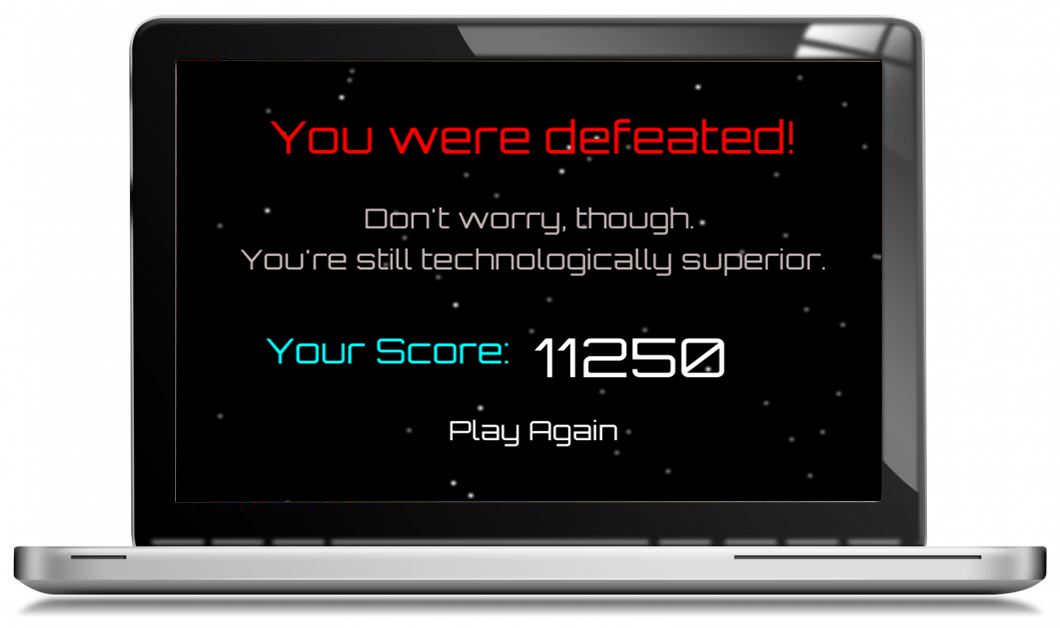 You were defeated!
Don't worry, though.
You're still technologically superior.
Your Score: 11250
Play Again